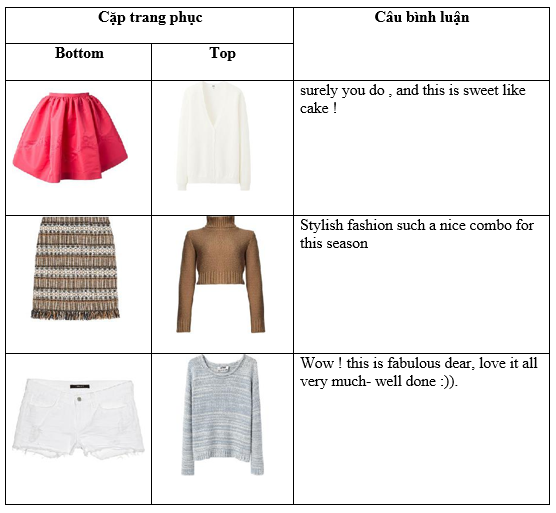 Cặp trang phục
Câu bình luận
Bottom
Top
surely you do , and this is sweet like
cake !
Stylish fashion such a nice combo for
this season
Wow ! this is fabulous dear, love it all
very much- well done :)).